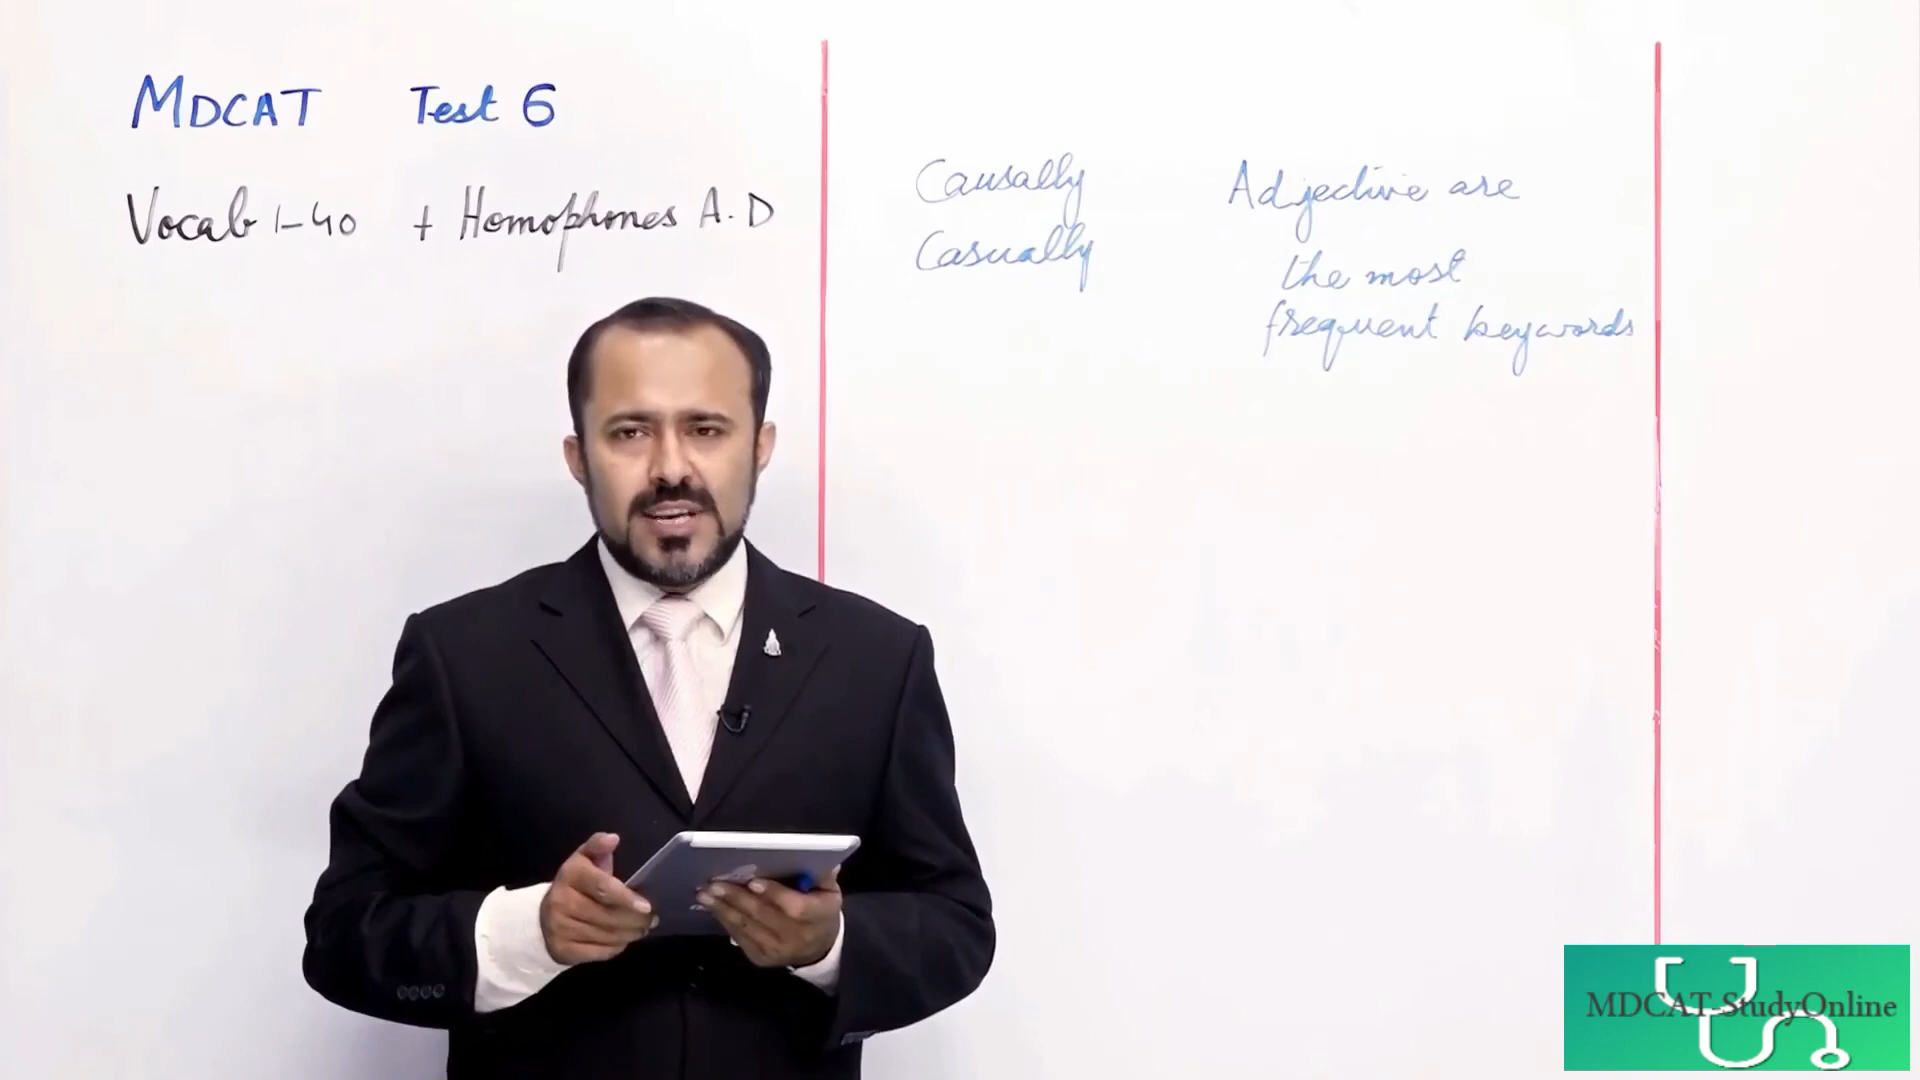 MDCAT Test 6
Vocab 1-40 + Homophones A.D
Causally
Casually
Adjective are
the most
frequent keywords
MDCAT StudyOnline